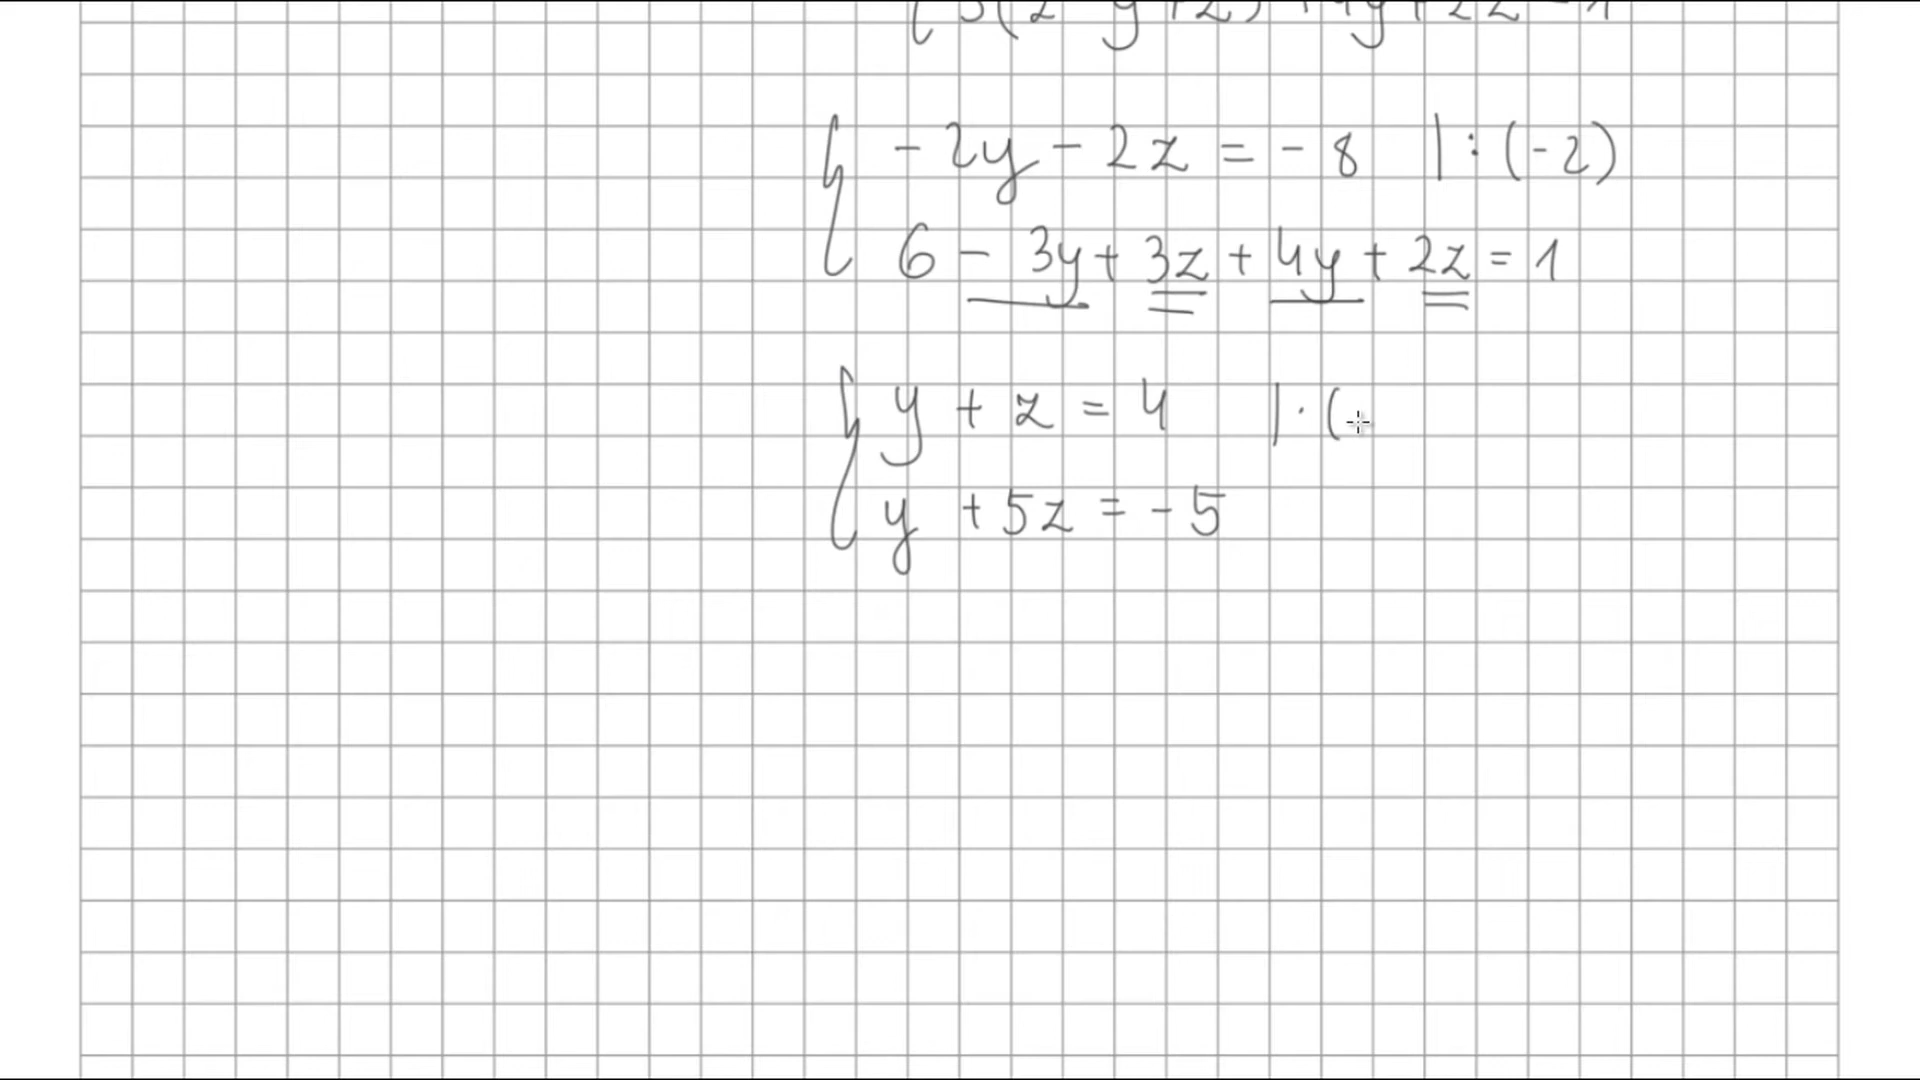 -2y - 2z = -8 | : (-2)
6 - 3y + 3z + 4y + 2z = 1
y + z = 4 | · (
y + 5z = -5